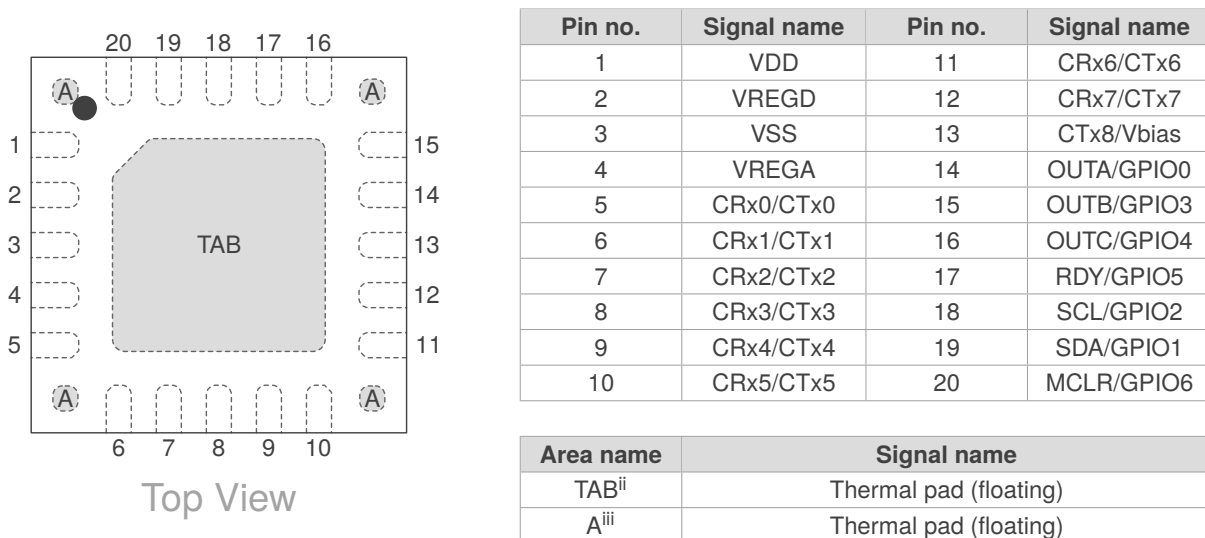 20 19 18 17 16
A A
1 15
2 14
3 TAB 13
4 12
5 11
A A
6 7 8 9 10
Top View
Pin no. Signal name Pin no. Signal name
1 VDD 11 CRx6/CTx6
2 VREGD 12 CRx7/CTx7
3 VSS 13 CTx8/Vbias
4 VREGA 14 OUTA/GPIO0
5 CRx0/CTx0 15 OUTB/GPIO3
6 CRx1/CTx1 16 OUTC/GPIO4
7 CRx2/CTx2 17 RDY/GPIO5
8 CRx3/CTx3 18 SCL/GPIO2
9 CRx4/CTx4 19 SDA/GPIO1
10 CRx5/CTx5 20 MCLR/GPIO6
Area name Signal name
TABii Thermal pad (floating)
Aiii Thermal pad (floating)